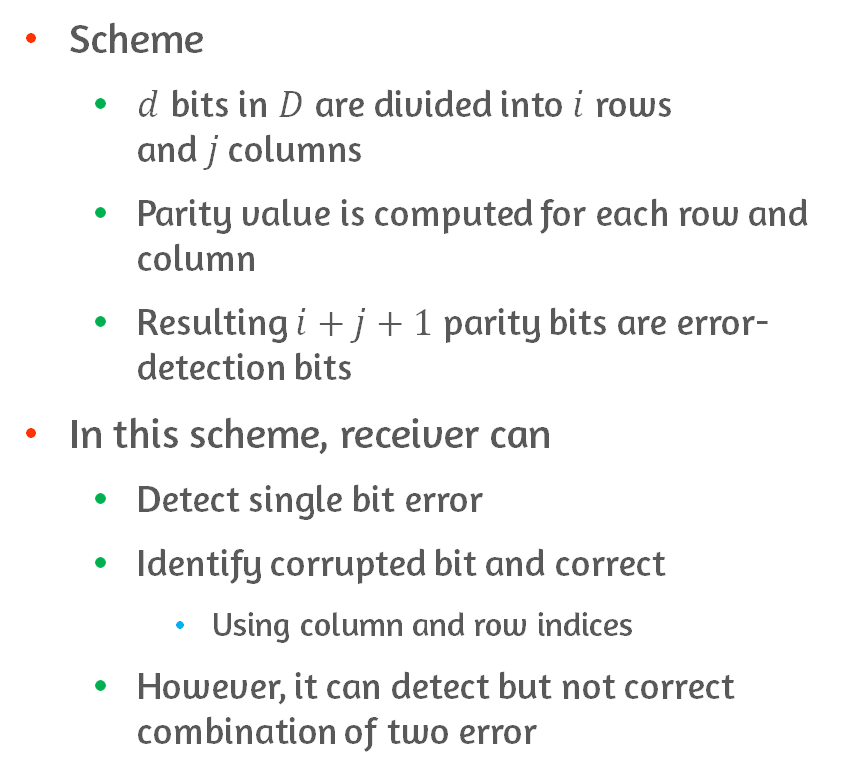 • Scheme
• d bits in D are divided into i rows
and j columns
• Parity value is computed for each row and
column
• Resulting i + j + 1 parity bits are error-
detection bits
• In this scheme, receiver can
• Detect single bit error
• Identify corrupted bit and correct
• Using column and row indices
• However, it can detect but not correct
combination of two error